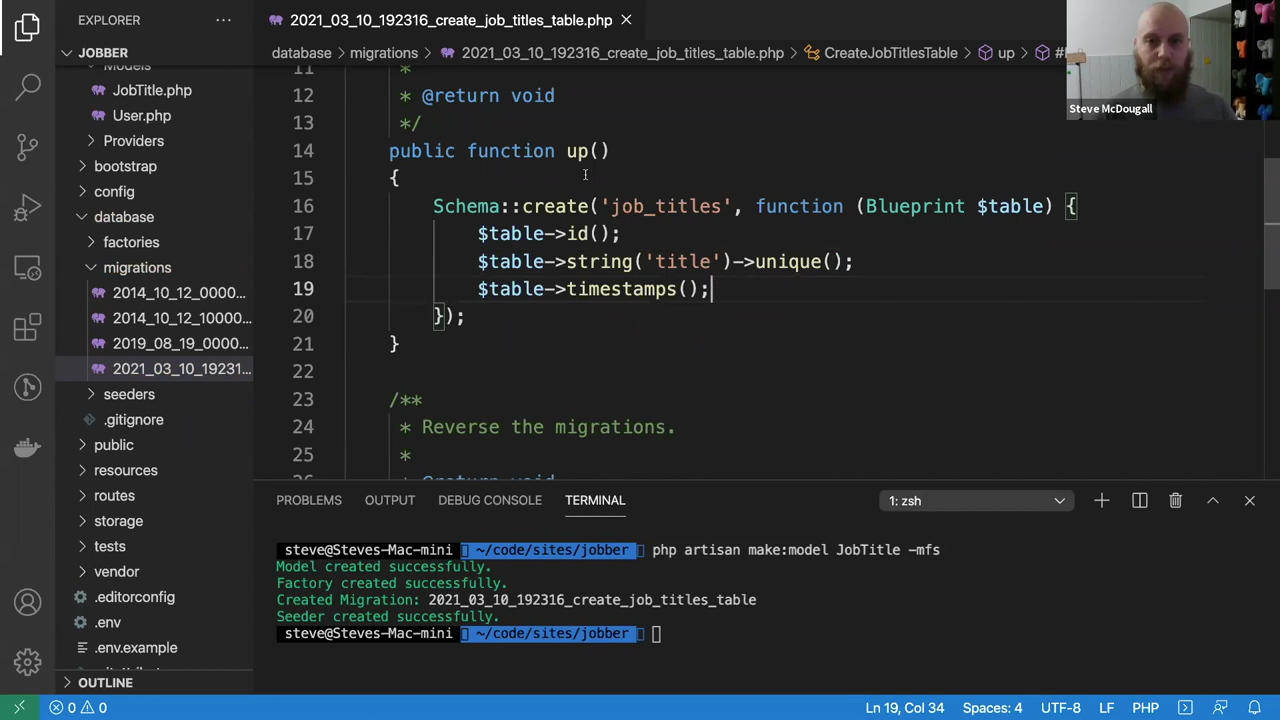 EXPLORER
2021_03_10_192316_create_job_titles_table.php
JOBBER
database > migrations > 2021_03_10_192316_create_job_titles_table.php > CreateJobTitlesTable > up >
Steve McDougall
Models
JobTitle.php
User.php
Providers
bootstrap
config
database
factories
migrations
2014_10_12_0000...
2014_10_12_1000...
2019_08_19_0000...
2021_03_10_19231...
seeders
.gitignore
public
resources
routes
storage
tests
vendor
.editorconfig
.env
.env.example
OUTLINE
11 *
12 * @return void
13 */
14 public function up()
15 {
16 Schema::create('job_titles', function (Blueprint $table) {
17 $table->id();
18 $table->string('title')->unique();
19 $table->timestamps();
20 });
21 }
22
23 /**
24 * Reverse the migrations.
25 *
26 * @return void
PROBLEMS OUTPUT DEBUG CONSOLE TERMINAL 1: zsh
steve@Steves-Mac-mini ~/code/sites/jobber php artisan make:model JobTitle -mfs
Model created successfully.
Factory created successfully.
Created Migration: 2021_03_10_192316_create_job_titles_table
Seeder created successfully.
steve@Steves-Mac-mini ~/code/sites/jobber
0 0 Ln 19, Col 34 Spaces: 4 UTF-8 LF PHP